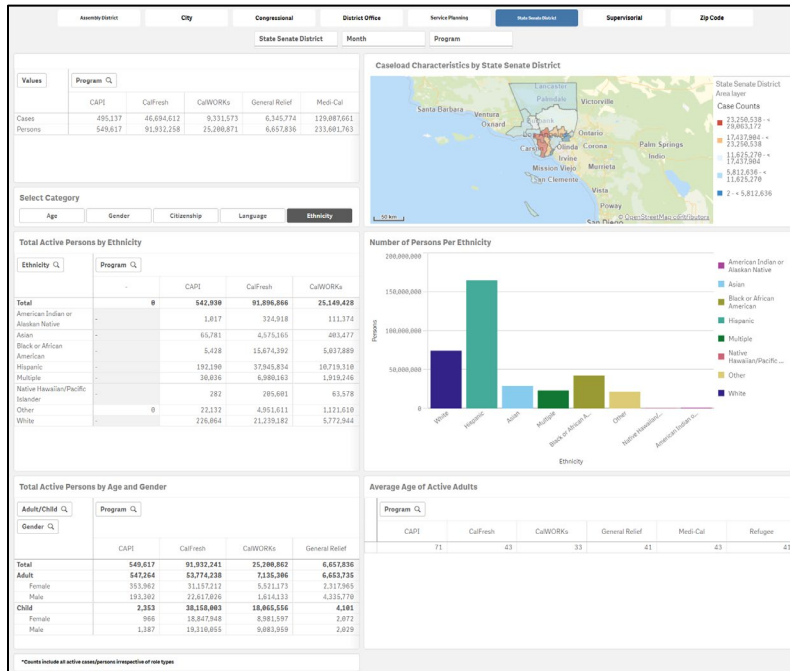 Assembly District City Congressional District Office Service Planning State Senate District Supervisorial Zip Code
State Senate District Month Program
Values Program
CAPI CalFresh CalWORKs General Relief Medi-Cal
Cases 495,137 46,694,612 9,331,573 6,345,774 129,087,661
Persons 549,617 91,932,258 25,200,871 6,657,836 233,601,763
Caseload Characteristics by State Senate District
Lancaster
Palmdale
Victorville
Santa Barbara
Ventura
Oxnard
Burbank
Ontario
Carson
Olinda
Corona
Irvine
Mission Viejo
Murrieta
Palm Springs
Indio
San Clemente
Vista
Poway
San Diego
50 km
© OpenStreetMap contributors
State Senate District
Area layer
Case Counts
23,250,538 - <
29,063,172
17,437,904 - <
23,250,538
11,625,270 - <
17,437,904
5,812,636 - <
11,625,270
2 - < 5,812,636
Select Category
Age Gender Citizenship Language Ethnicity
Total Active Persons by Ethnicity
Ethnicity Program
- CAPI CalFresh CalWORKs
Total 0 542,930 91,896,866 25,149,428
American Indian or
Alaskan Native - 1,017 324,918 111,374
Asian - 65,781 4,575,165 403,477
Black or African
American - 5,428 15,674,392 5,037,889
Hispanic - 192,190 37,945,834 10,719,310
Multiple - 30,036 6,980,163 1,919,246
Native Hawaiian/Pacific
Islander - 282 205,601 63,578
Other 0 22,132 4,951,611 1,121,610
White - 226,064 21,239,182 5,772,944
Number of Persons Per Ethnicity
200,000,000
150,000,000
100,000,000
50,000,000
0
Persons
White
Hispanic
Asian
Multiple
Black or African A...
Other
Native Hawaiian/...
American Indian o...
Ethnicity
American Indian or
Alaskan Native
Asian
Black or African
American
Hispanic
Multiple
Native
Hawaiian/Pacific ...
Other
White
Total Active Persons by Age and Gender
Adult/Child Program
Gender
CAPI CalFresh CalWORKs General Relief
Total 549,617 91,932,241 25,200,862 6,657,836
Adult 547,264 53,774,238 7,135,306 6,653,735
Female 353,962 31,157,212 5,521,173 2,317,965
Male 193,302 22,617,026 1,614,133 4,335,770
Child 2,353 38,158,003 18,065,556 4,101
Female 966 18,847,948 8,981,597 2,072
Male 1,387 19,310,055 9,083,959 2,029
Average Age of Active Adults
Program
CAPI CalFresh CalWORKs General Relief Medi-Cal Refugee
71 43 33 41 43 41
*Counts include all active cases/persons irrespective of role types